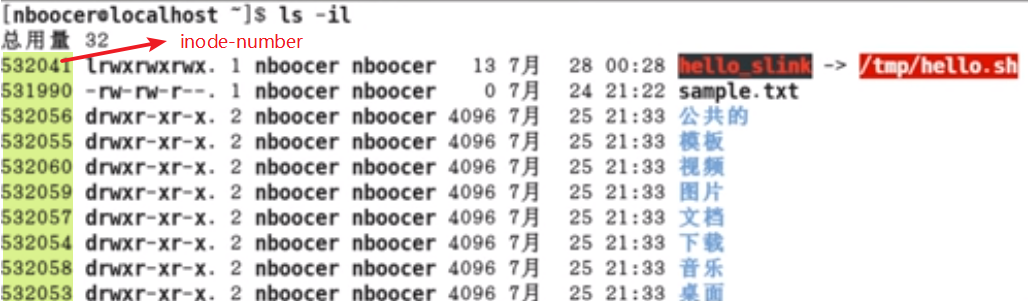 [nboocer@localhost ~]$ ls -il
总用量 32
inode-number
532041 lrwxrwxrwx. 1 nboocer nboocer 13 7月 28 00:28 hello_slink -> /tmp/hello.sh
531990 -rw-rw-r--. 1 nboocer nboocer 0 7月 24 21:22 sample.txt
532056 drwxr-xr-x. 2 nboocer nboocer 4096 7月 25 21:33 公共的
532055 drwxr-xr-x. 2 nboocer nboocer 4096 7月 25 21:33 模板
532060 drwxr-xr-x. 2 nboocer nboocer 4096 7月 25 21:33 视频
532059 drwxr-xr-x. 2 nboocer nboocer 4096 7月 25 21:33 图片
532057 drwxr-xr-x. 2 nboocer nboocer 4096 7月 25 21:33 文档
532054 drwxr-xr-x. 2 nboocer nboocer 4096 7月 25 21:33 下载
532058 drwxr-xr-x. 2 nboocer nboocer 4096 7月 25 21:33 音乐
532053 drwxr-xr-x. 2 nboocer nboocer 4096 7月 25 21:33 桌面